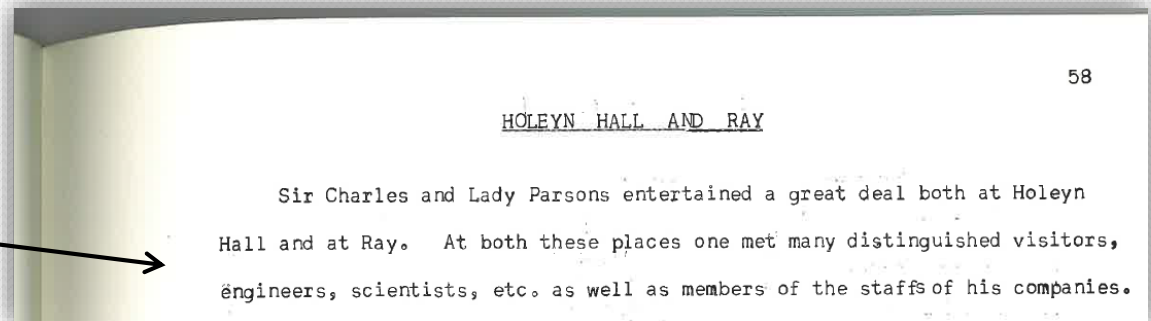 58
HOLEYN HALL AND RAY
Sir Charles and Lady Parsons entertained a great deal both at Holeyn
Hall and at Ray. At both these places one met many distinguished visitors,
engineers, scientists, etc. as well as members of the staffs of his companies.